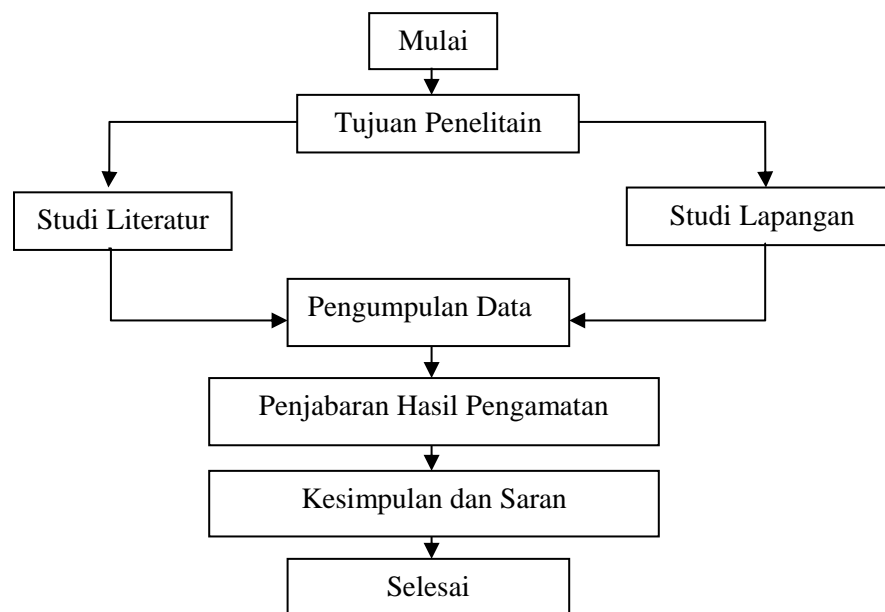 Mulai
Tujuan Penelitain
Studi Literatur
Studi Lapangan
Pengumpulan Data
Penjabaran Hasil Pengamatan
Kesimpulan dan Saran
Selesai